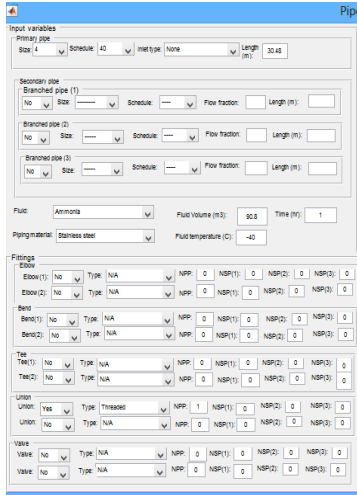 Pipe
Input variables
Primary pipe
Size: 4 Schedule: 40 Inlet type: None Length (m): 30.48
Secondary pipe
Branched pipe (1)
No Size: -------- Schedule: ---- Flow fraction: Length (m):
Branched pipe (2)
No Size: ----- Schedule: ---- Flow fraction: Length (m):
Branched pipe (3)
No Size: ----- Schedule: ---- Flow fraction: Length (m):
Fluid: Ammonia Fluid Volume (m3): 90.8 Time (hr): 1
Piping material: Stainless steel Fluid temperature (C): -40
Fittings
Elbow
Elbow (1): No Type: N/A NPP: 0 NSP(1): 0 NSP(2): 0 NSP(3): 0
Elbow (2): No Type: N/A NPP: 0 NSP(1): 0 NSP(2): 0 NSP(3): 0
Bend
Bend(1): No Type: N/A NPP: 0 NSP(1): 0 NSP(2): 0 NSP(3): 0
Bend(2): No Type: N/A NPP: 0 NSP(1): 0 NSP(2): 0 NSP(3): 0
Tee
Tee(1): No Type: N/A NPP: 0 NSP(1): 0 NSP(2): 0 NSP(3): 0
Tee(2): No Type: N/A NPP: 0 NSP(1): 0 NSP(2): 0 NSP(3): 0
Union
Union: Yes Type: Threaded NPP: 1 NSP(1): 0 NSP(2): 0 NSP(3): 0
Union: No Type: N/A NPP: 0 NSP(1): 0 NSP(2): 0 NSP(3): 0
Valve
Valve: No Type: N/A NPP: 0 NSP(1): 0 NSP(2): 0 NSP(3): 0
Valve: No Type: N/A NPP: 0 NSP(1): 0 NSP(2): 0 NSP(3): 0